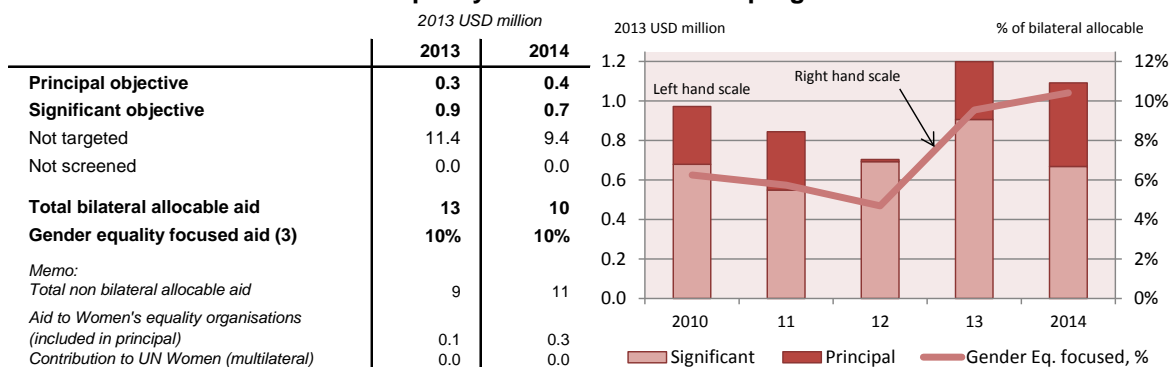 2013 USD million
2013 2014
Principal objective 0.3 0.4
Significant objective 0.9 0.7
Not targeted 11.4 9.4
Not screened 0.0 0.0
Total bilateral allocable aid 13 10
Gender equality focused aid (3) 10% 10%
Memo:
Total non bilateral allocable aid 9 11
Aid to Women's equality organisations
(included in principal) 0.1 0.3
Contribution to UN Women (multilateral) 0.0 0.0
2013 USD million % of bilateral allocable
1.2 12%
1.0 10%
0.8 8%
0.6 6%
0.4 4%
0.2 2%
0.0 0%
Left hand scale
Right hand scale
2010 11 12 13 2014
Significant Principal Gender Eq. focused, %